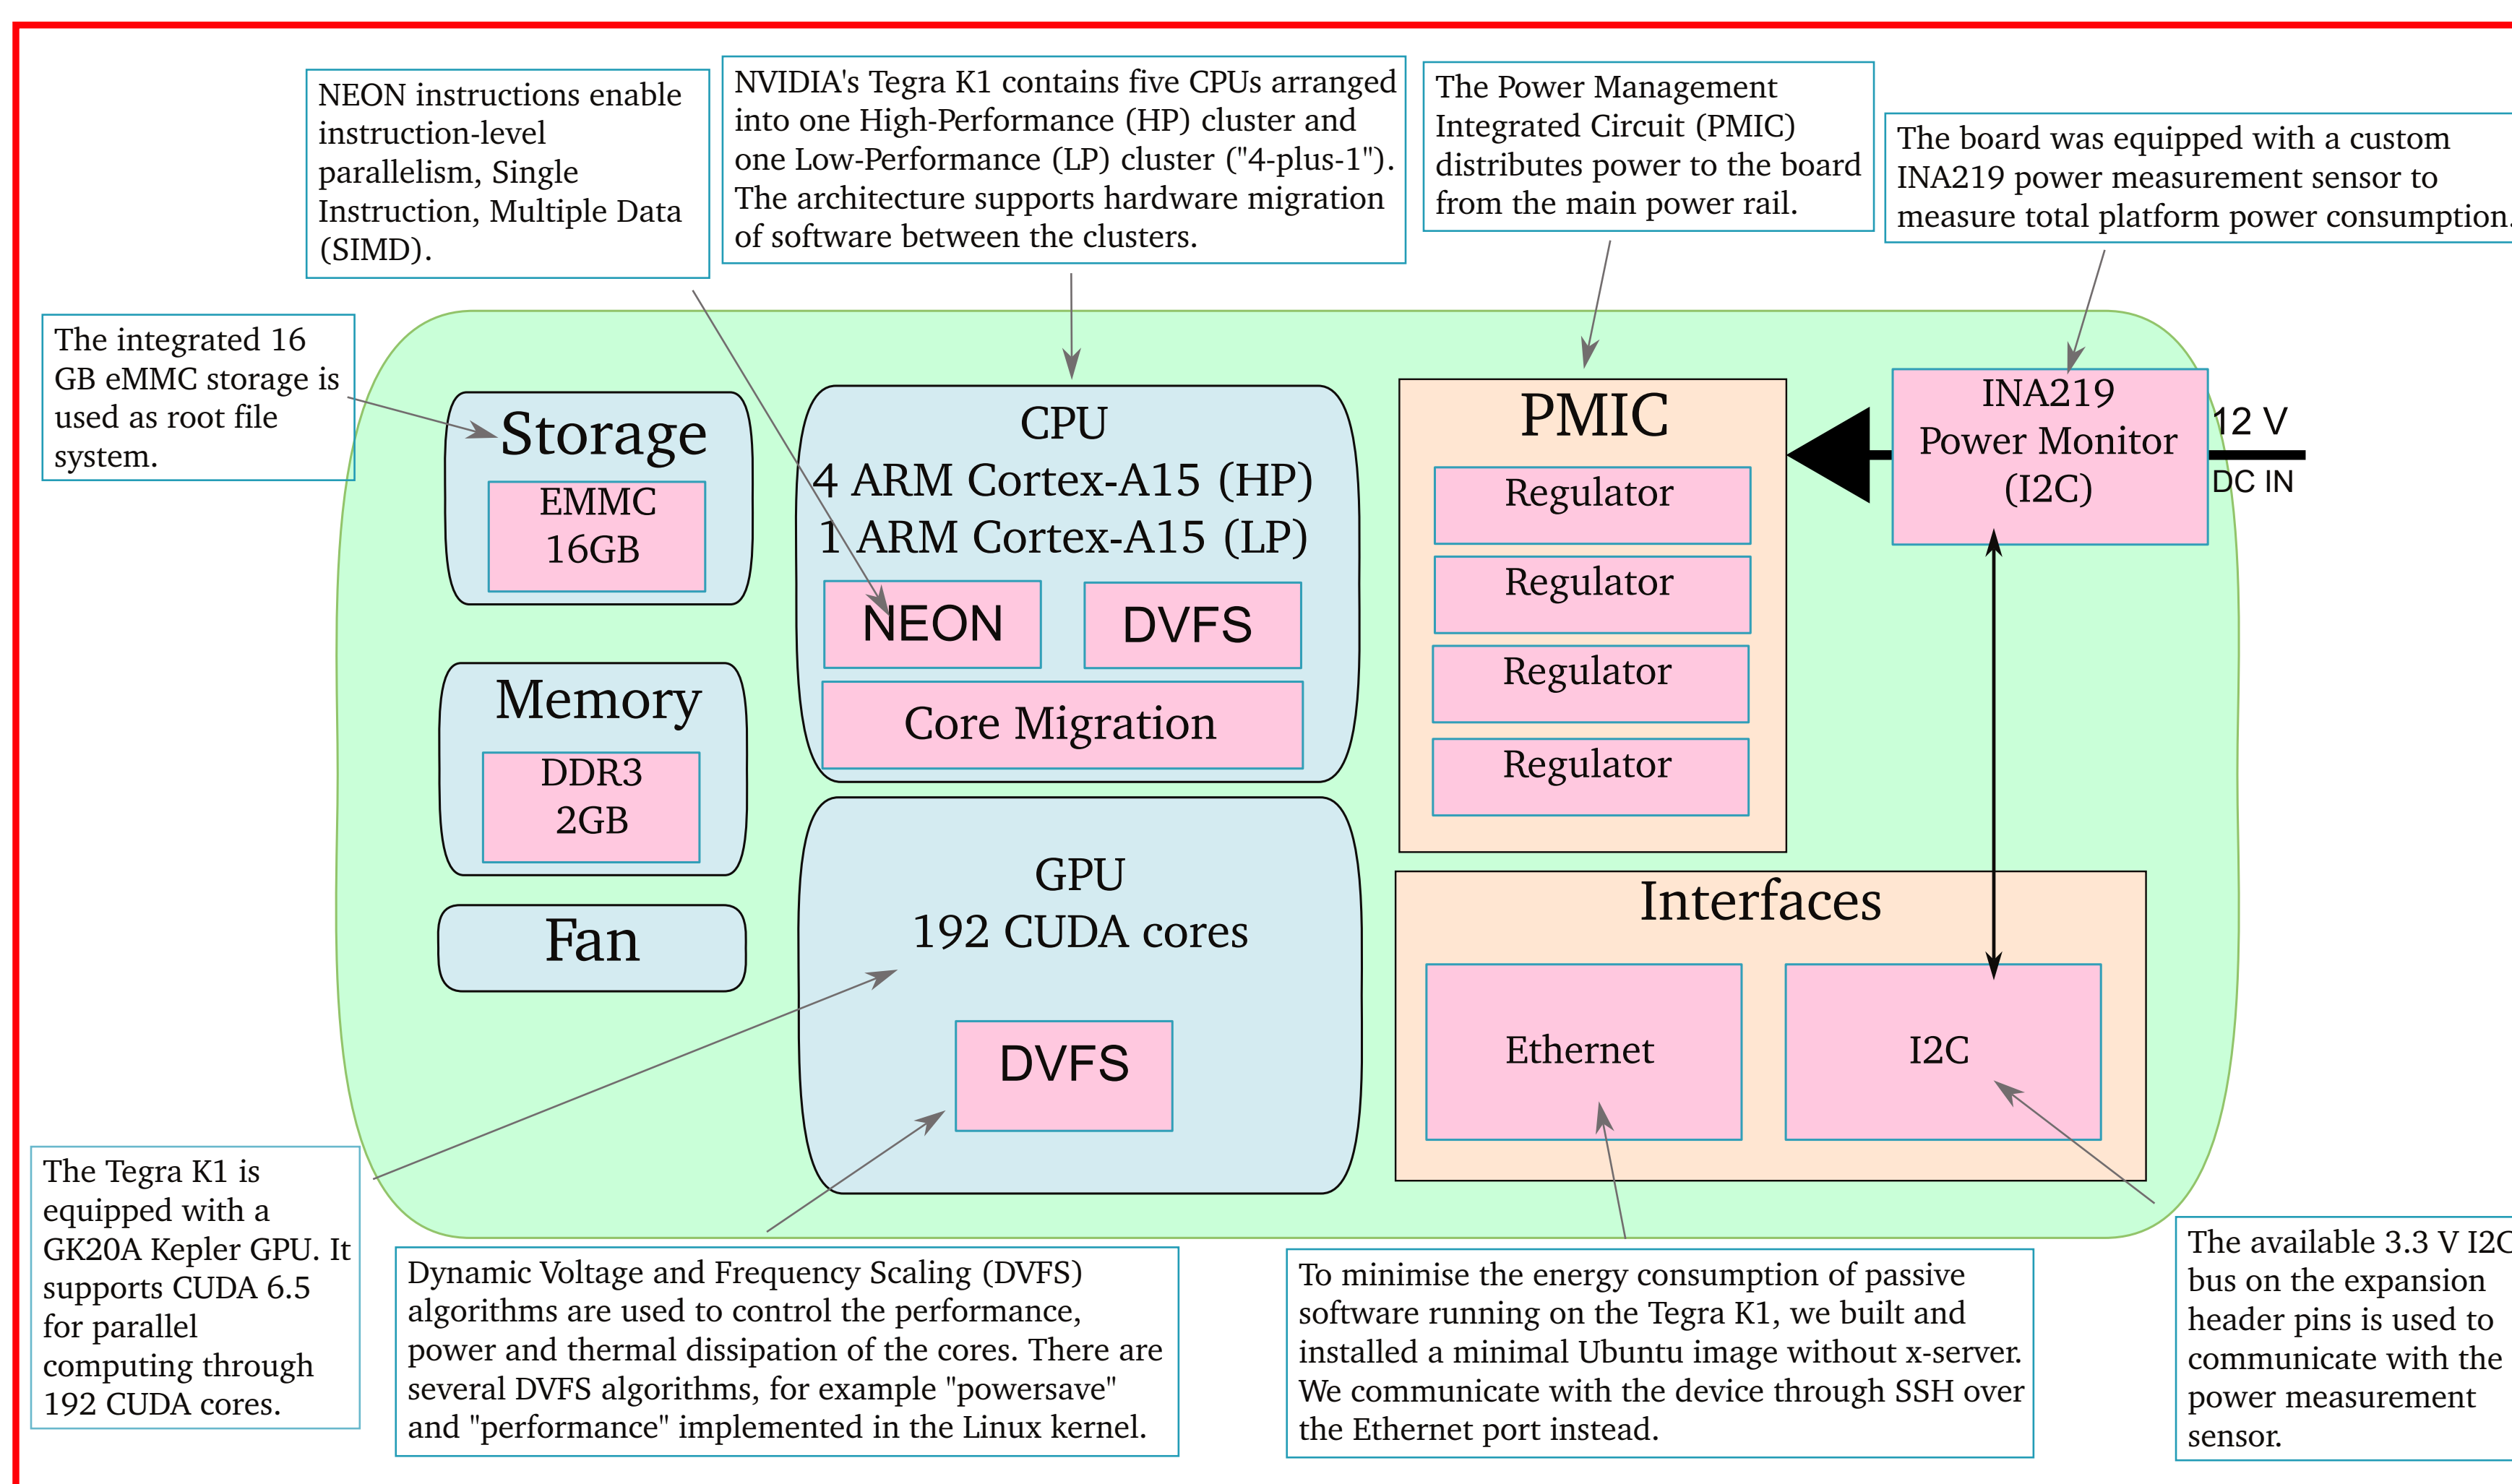 NEON instructions enable
instruction-level
parallelism, Single
Instruction, Multiple Data
(SIMD).
NVIDIA's Tegra K1 contains five CPUs arranged
into one High-Performance (HP) cluster and
one Low-Performance (LP) cluster ("4-plus-1").
The architecture supports hardware migration
of software between the clusters.
The Power Management
Integrated Circuit (PMIC)
distributes power to the board
from the main power rail.
The board was equipped with a custom
INA219 power measurement sensor to
measure total platform power consumption.
The integrated 16
GB eMMC storage is
used as root file
system.
Storage
EMMC
16GB
Memory
DDR3
2GB
Fan
CPU
4 ARM Cortex-A15 (HP)
1 ARM Cortex-A15 (LP)
NEON
DVFS
Core Migration
GPU
192 CUDA cores
DVFS
PMIC
Regulator
Regulator
Regulator
Regulator
INA219
Power Monitor
(I2C)
12 V
DC IN
Interfaces
Ethernet
I2C
The Tegra K1 is
equipped with a
GK20A Kepler GPU. It
supports CUDA 6.5
for parallel
computing through
192 CUDA cores.
Dynamic Voltage and Frequency Scaling (DVFS)
algorithms are used to control the performance,
power and thermal dissipation of the cores. There are
several DVFS algorithms, for example "powersave"
and "performance" implemented in the Linux kernel.
To minimise the energy consumption of passive
software running on the Tegra K1, we built and
installed a minimal Ubuntu image without x-server.
We communicate with the device through SSH over
the Ethernet port instead.
The available 3.3 V I2C
bus on the expansion
header pins is used to
communicate with the
power measurement
sensor.